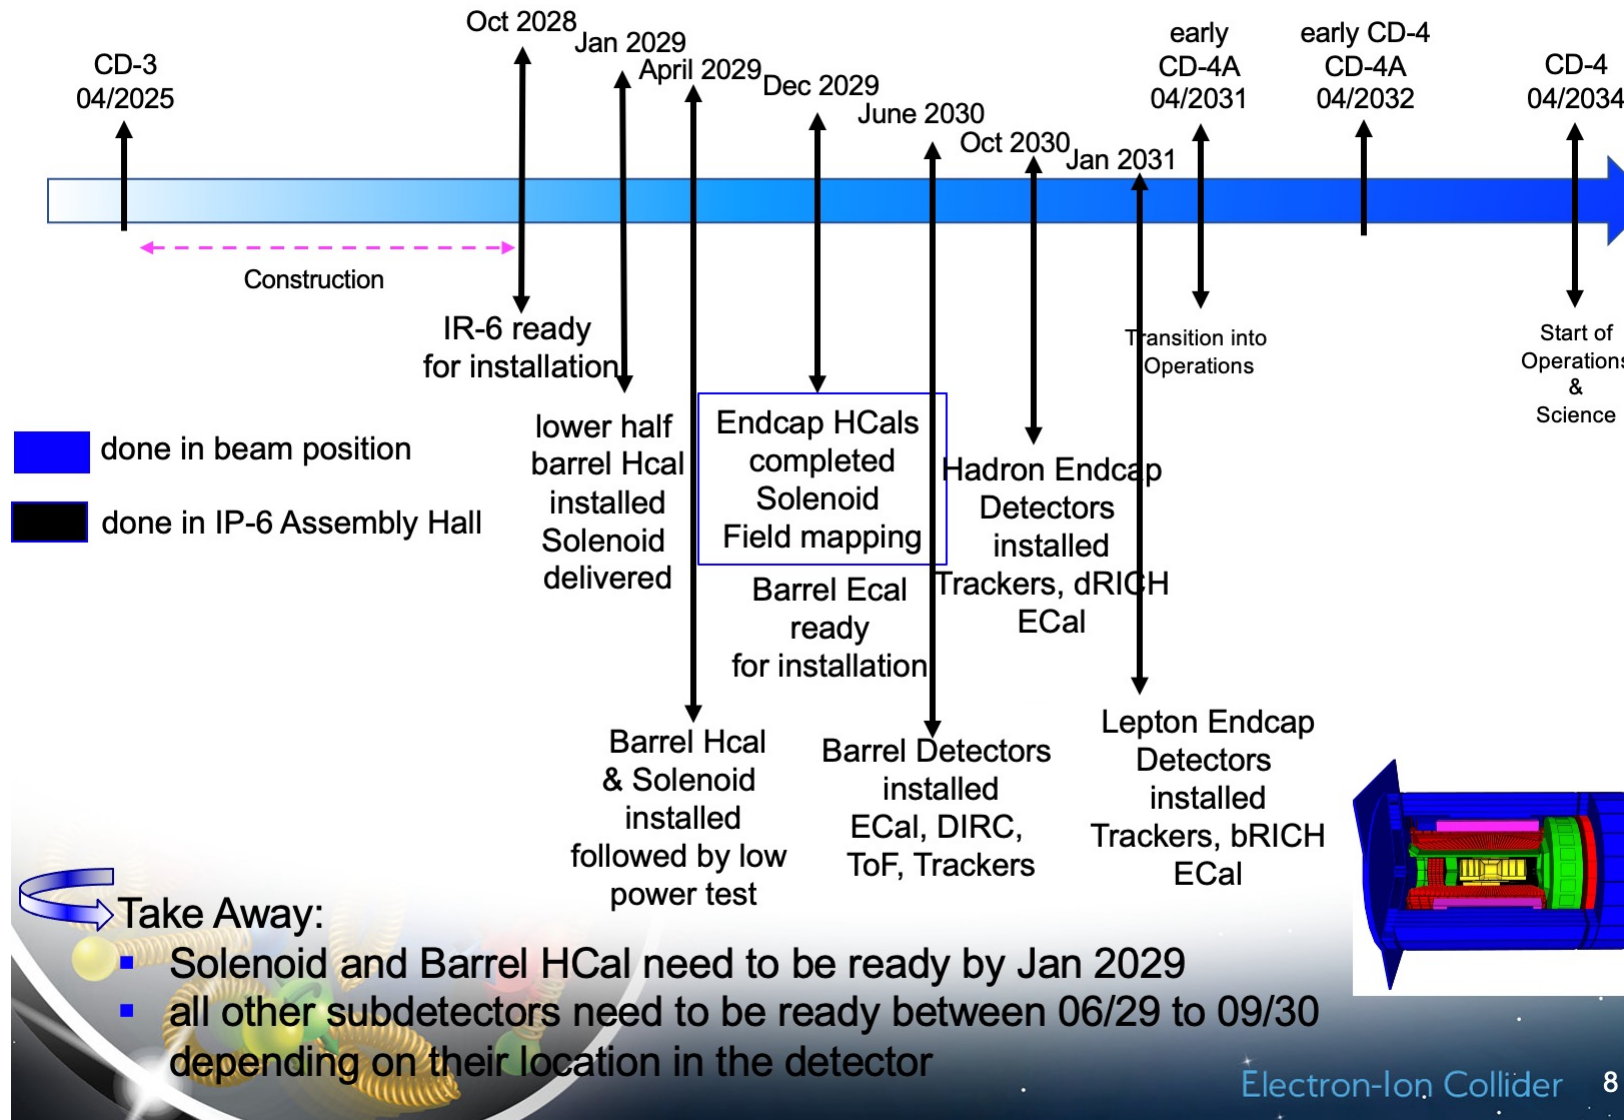 CD-3
04/2025
Oct 2028
Jan 2029
April 2029
Dec 2029
June 2030
Oct 2030
Jan 2031
early
CD-4A
04/2031
early CD-4
CD-4A
04/2032
CD-4
04/2034
Construction
IR-6 ready
for installation
lower half
barrel Hcal
installed
Solenoid
delivered
Barrel Hcal
& Solenoid
installed
followed by low
power test
Endcap HCals
completed
Solenoid
Field mapping
Barrel Ecal
ready
for installation
Barrel Detectors
installed
ECal, DIRC,
ToF, Trackers
Hadron Endcap
Detectors
installed
Trackers, dRICH
ECal
Lepton Endcap
Detectors
installed
Trackers, bRICH
ECal
Transition into
Operations
Start of
Operations
&
Science
done in beam position
done in IP-6 Assembly Hall
Take Away:
▪ Solenoid and Barrel HCal need to be ready by Jan 2029
▪ all other subdetectors need to be ready between 06/29 to 09/30
depending on their location in the detector
Electron-Ion Collider 8